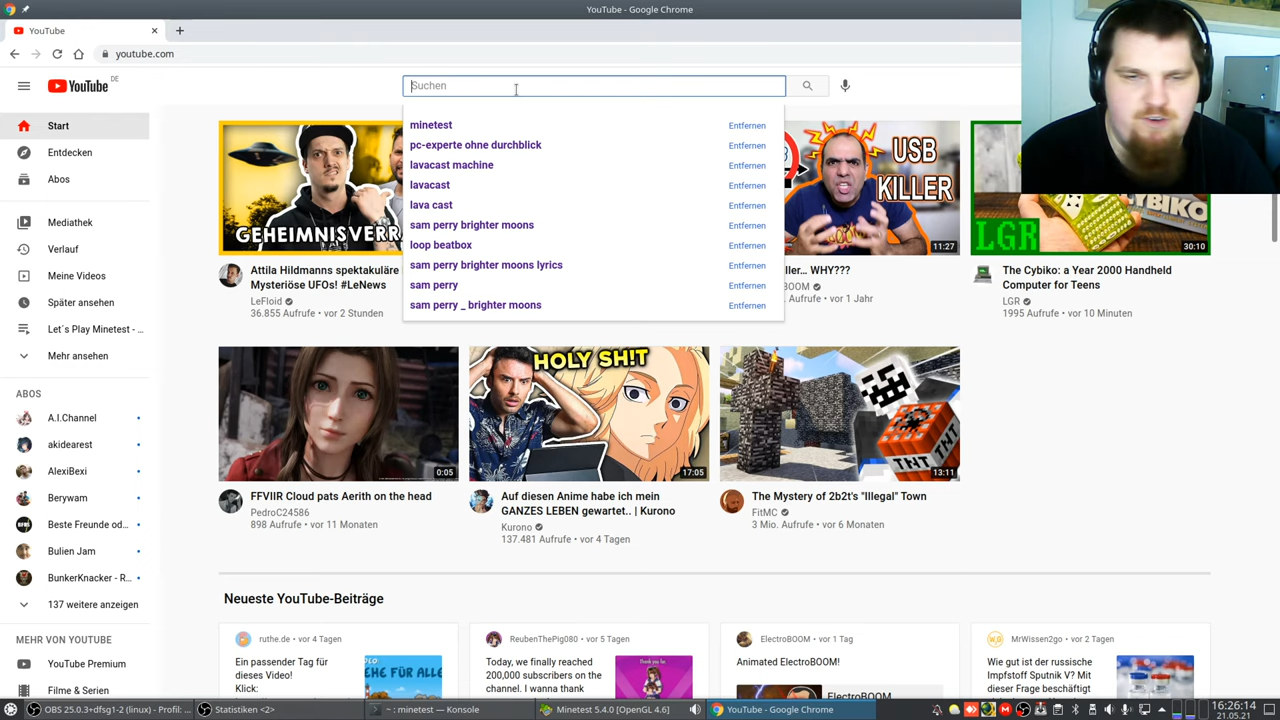 YouTube - Google Chrome
YouTube
youtube.com
YouTube DE
Suchen
minetest Entfernen
pc-experte ohne durchblick Entfernen
lavacast machine Entfernen
lavacast Entfernen
lava cast Entfernen
sam perry brighter moons Entfernen
loop beatbox Entfernen
sam perry brighter moons lyrics Entfernen
sam perry Entfernen
sam perry _ brighter moons Entfernen
Start
Entdecken
Abos
Mediathek
Verlauf
Meine Videos
Später ansehen
Let´s Play Minetest - ...
Mehr ansehen
ABOS
A.I.Channel
akidearest
AlexiBexi
Berywam
Beste Freunde od...
Bulien Jam
BunkerKnacker - R...
137 weitere anzeigen
MEHR VON YOUTUBE
YouTube Premium
Filme & Serien
GEHEIMNISVERR
Attila Hildmanns spektakuläre
Mysteriöse UFOs! #LeNews
LeFloid
36.855 Aufrufe • vor 2 Stunden
USB
KILLER
11:27
ller... WHY???
BOOM
Aufrufe • vor 1 Jahr
CYBIKO
LGR
30:10
The Cybiko: a Year 2000 Handheld
Computer for Teens
LGR
1995 Aufrufe • vor 10 Minuten
0:05
FFVIIR Cloud pats Aerith on the head
PedroC24586
898 Aufrufe • vor 11 Monaten
HOLY SH!T
17:05
Auf diesen Anime habe ich mein
GANZES LEBEN gewartet.. | Kurono
Kurono
137.481 Aufrufe • vor 4 Tagen
TNT
TNT
13:11
The Mystery of 2b2t's "Illegal" Town
FitMC
3 Mio. Aufrufe • vor 6 Monaten
Neueste YouTube-Beiträge
ruthe.de • vor 4 Tagen
Ein passender Tag für
dieses Video!
Klick:
EHE FÜR ALLE
ReubenThePig080 • vor 5 Tagen
Today, we finally reached
200,000 subscribers on the
channel. I wanna thank
Thank you for.
ElectroBOOM • vor 1 Tag
Animated ElectroBOOM!
ElectroBOOM
MrWissen2go • vor 2 Tagen
Wie gut ist der russische
Impfstoff Sputnik V? Mit
dieser Frage beschäftigt
OBS 25.0.3+dfsg1-2 (linux) - Profil: ...
Statistiken <2>
~ : minetest — Konsole
Minetest 5.4.0 [OpenGL 4.6]
YouTube - Google Chrome
16:26:14
21.05.21